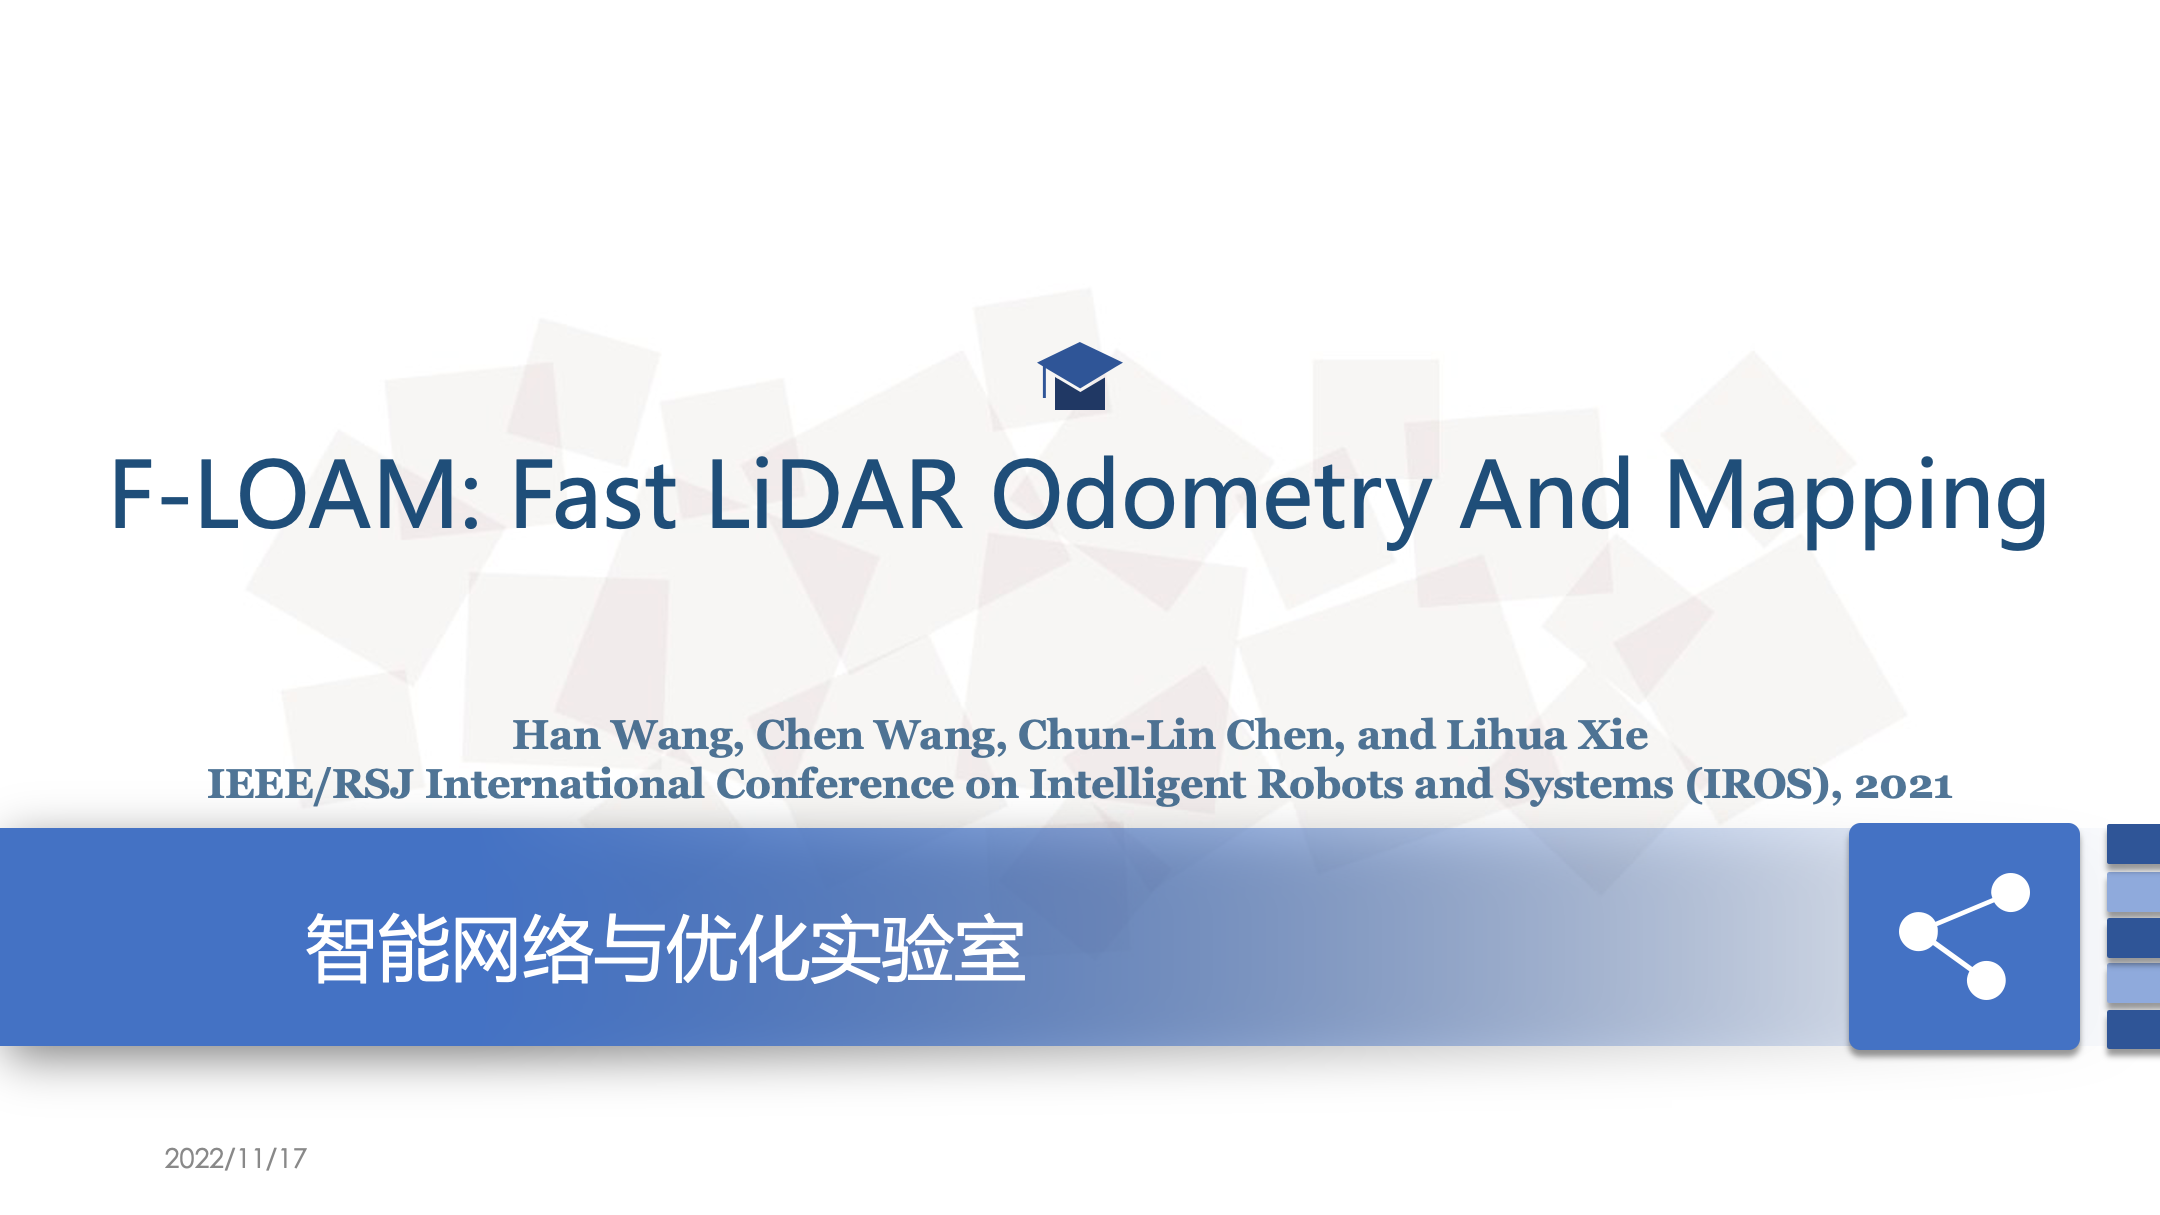 F-LOAM: Fast LiDAR Odometry And Mapping
Han Wang, Chen Wang, Chun-Lin Chen, and Lihua Xie
IEEE/RSJ International Conference on Intelligent Robots and Systems (IROS), 2021
智能网络与优化实验室
2022/11/17